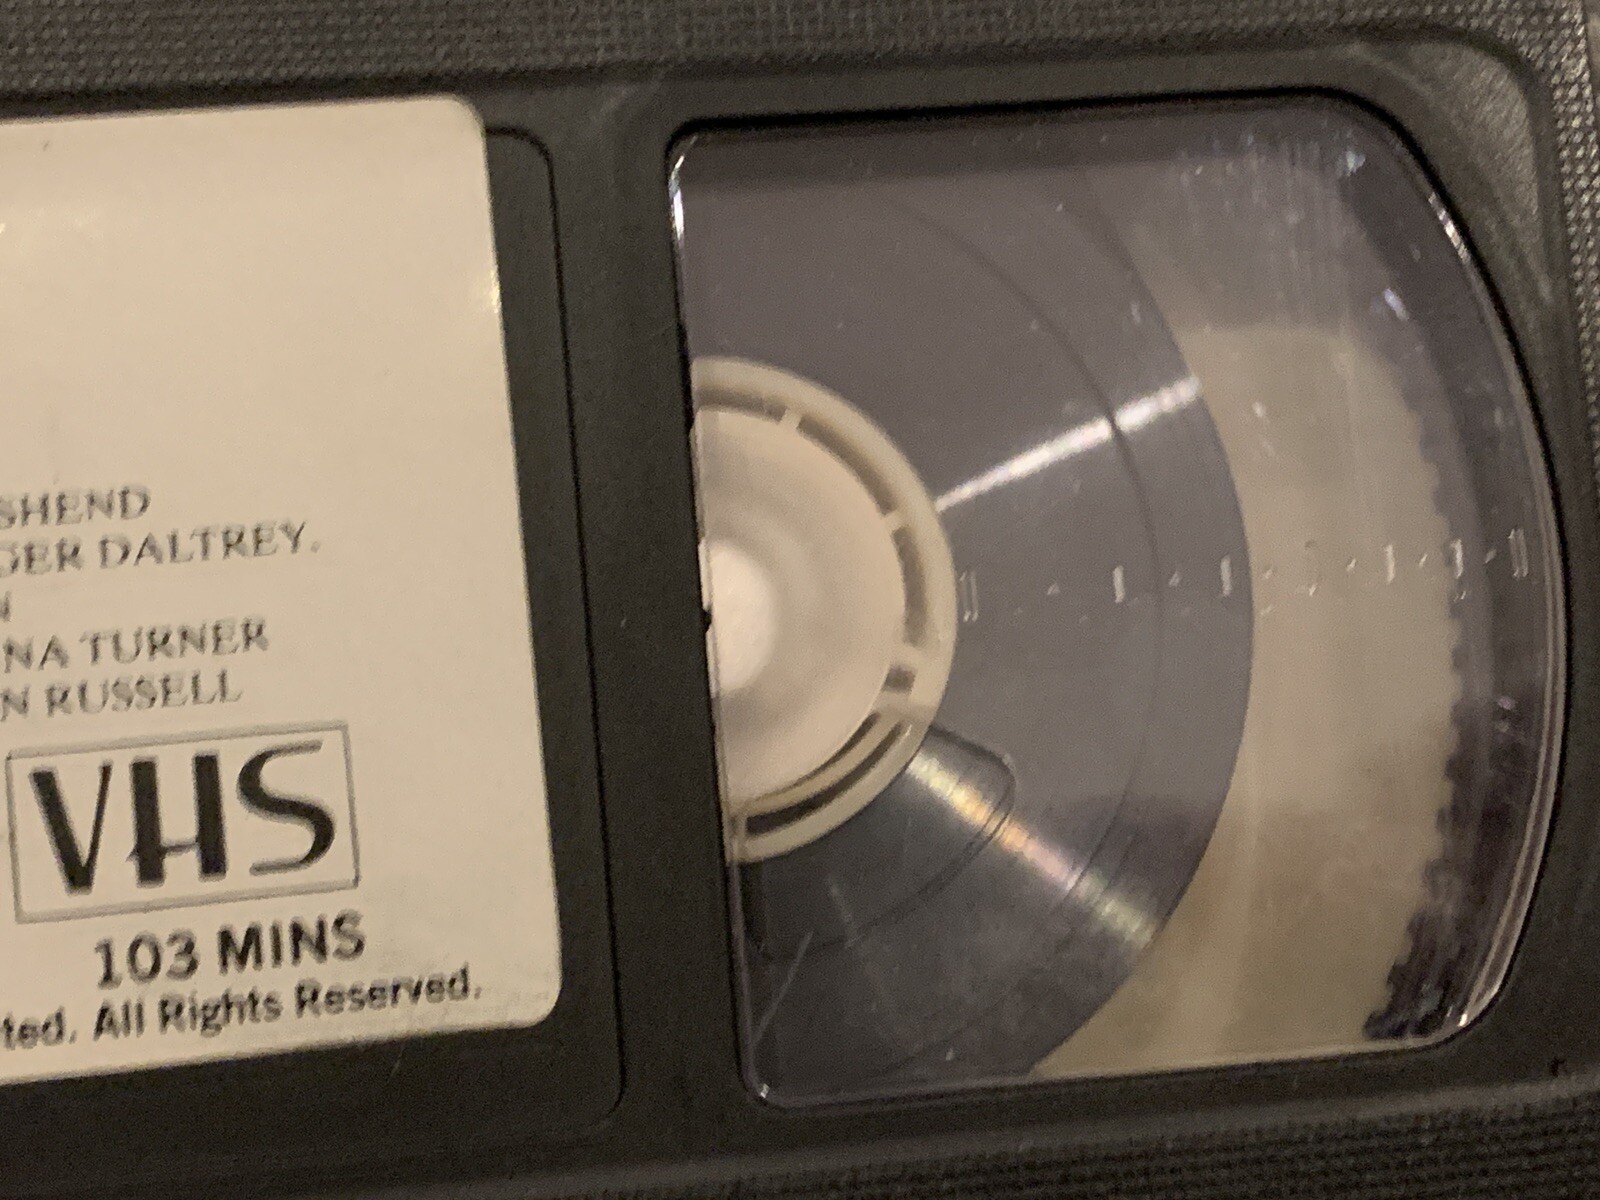 SHEND
GER DALTREY.
N
NA TURNER
N RUSSELL
VHS
103 MINS
ted. All Rights Reserved.